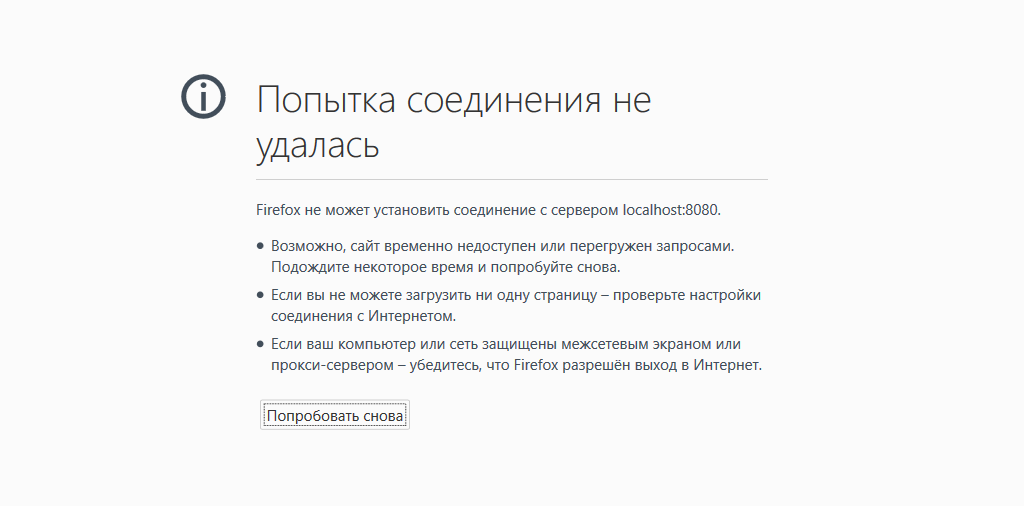 Попытка соединения не
удалась
Firefox не может установить соединение с сервером localhost:8080.
● Возможно, сайт временно недоступен или перегружен запросами.
Подождите некоторое время и попробуйте снова.
● Если вы не можете загрузить ни одну страницу – проверьте настройки
соединения с Интернетом.
● Если ваш компьютер или сеть защищены межсетевым экраном или
прокси-сервером – убедитесь, что Firefox разрешён выход в Интернет.
Попробовать снова